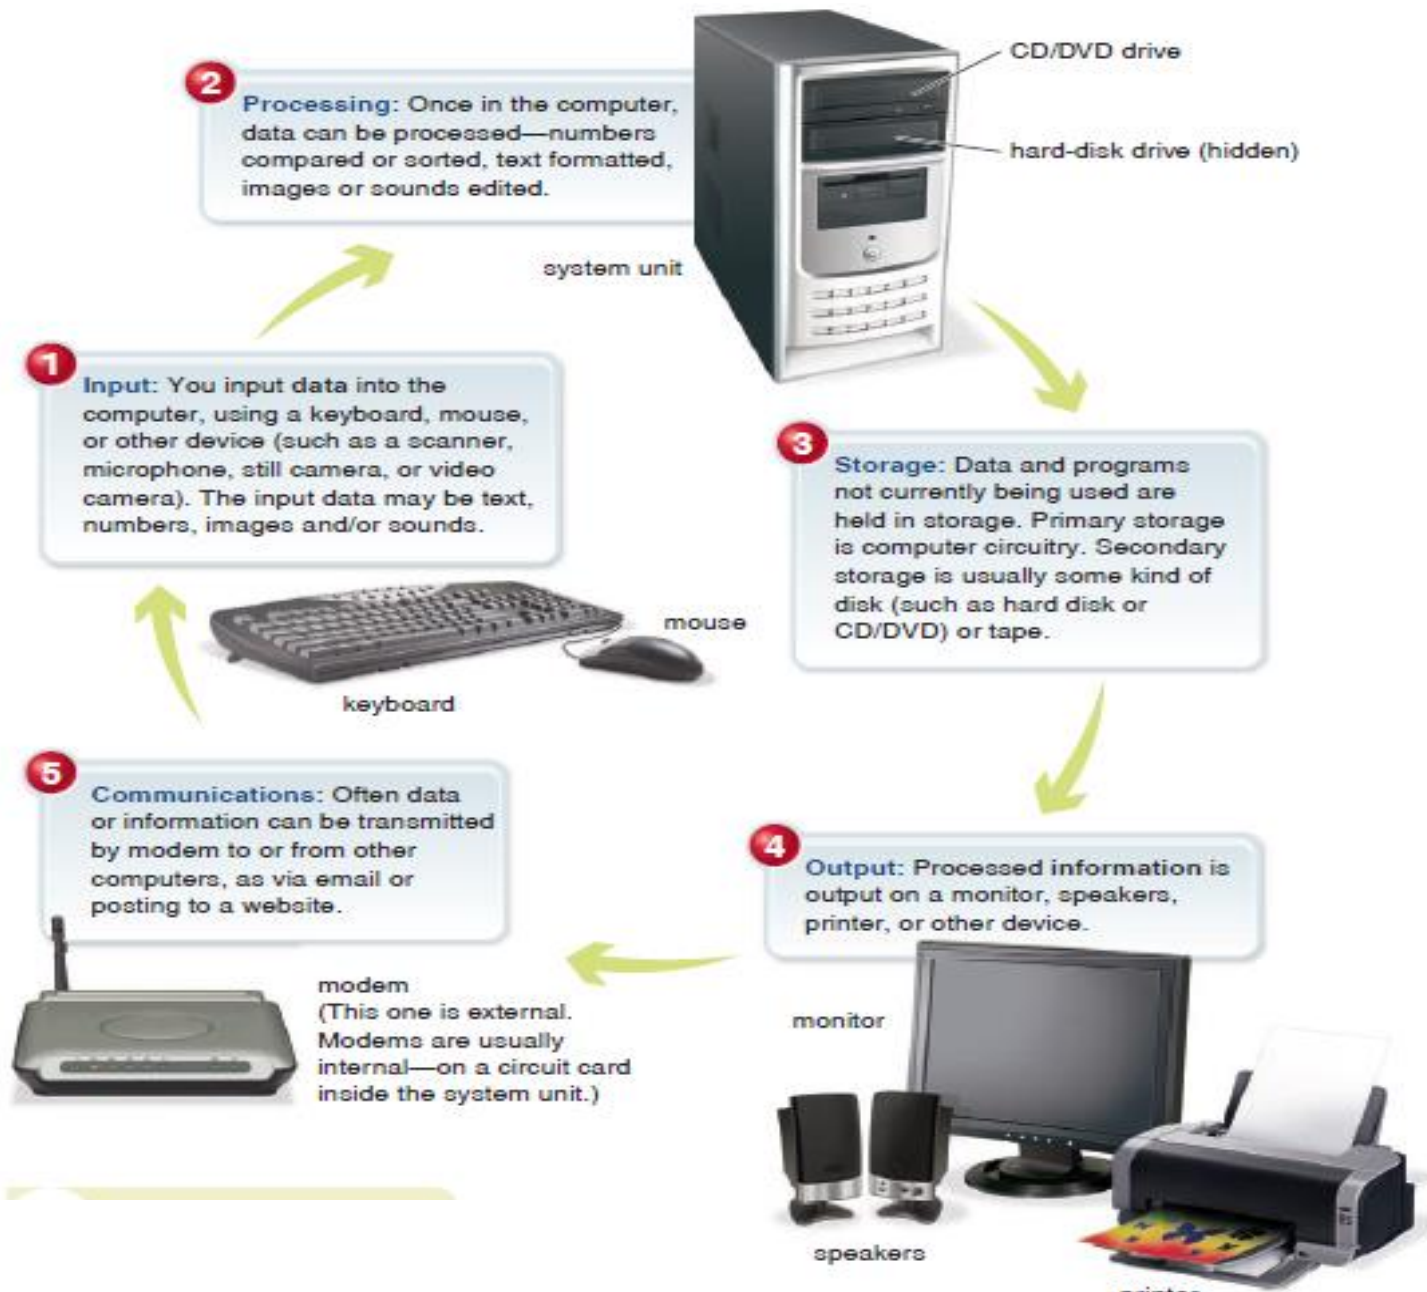 CD/DVD drive
hard-disk drive (hidden)
2
Processing: Once in the computer,
data can be processed—numbers
compared or sorted, text formatted,
images or sounds edited.
system unit
1
Input: You input data into the
computer, using a keyboard, mouse,
or other device (such as a scanner,
microphone, still camera, or video
camera). The input data may be text,
numbers, images and/or sounds.
mouse
keyboard
3
Storage: Data and programs
not currently being used are
held in storage. Primary storage
is computer circuitry. Secondary
storage is usually some kind of
disk (such as hard disk or
CD/DVD) or tape.
4
Output: Processed information is
output on a monitor, speakers,
printer, or other device.
monitor
speakers
printer
5
Communications: Often data
or information can be transmitted
by modem to or from other
computers, as via email or
posting to a website.
modem
(This one is external.
Modems are usually
internal—on a circuit card
inside the system unit.)